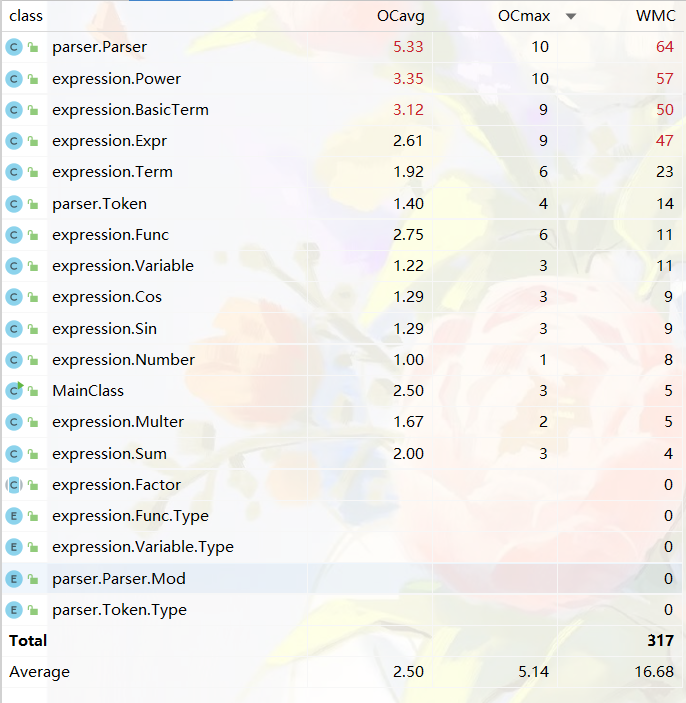 class OCavg OCmax WMC
C parser.Parser 5.33 10 64
C expression.Power 3.35 10 57
C expression.BasicTerm 3.12 9 50
C expression.Expr 2.61 9 47
C expression.Term 1.92 6 23
C parser.Token 1.40 4 14
C expression.Func 2.75 6 11
C expression.Variable 1.22 3 11
C expression.Cos 1.29 3 9
C expression.Sin 1.29 3 9
C expression.Number 1.00 1 8
C MainClass 2.50 3 5
C expression.Multer 1.67 2 5
C expression.Sum 2.00 3 4
C expression.Factor 0
E expression.Func.Type 0
E expression.Variable.Type 0
E parser.Parser.Mod 0
E parser.Token.Type 0
Total 317
Average 2.50 5.14 16.68